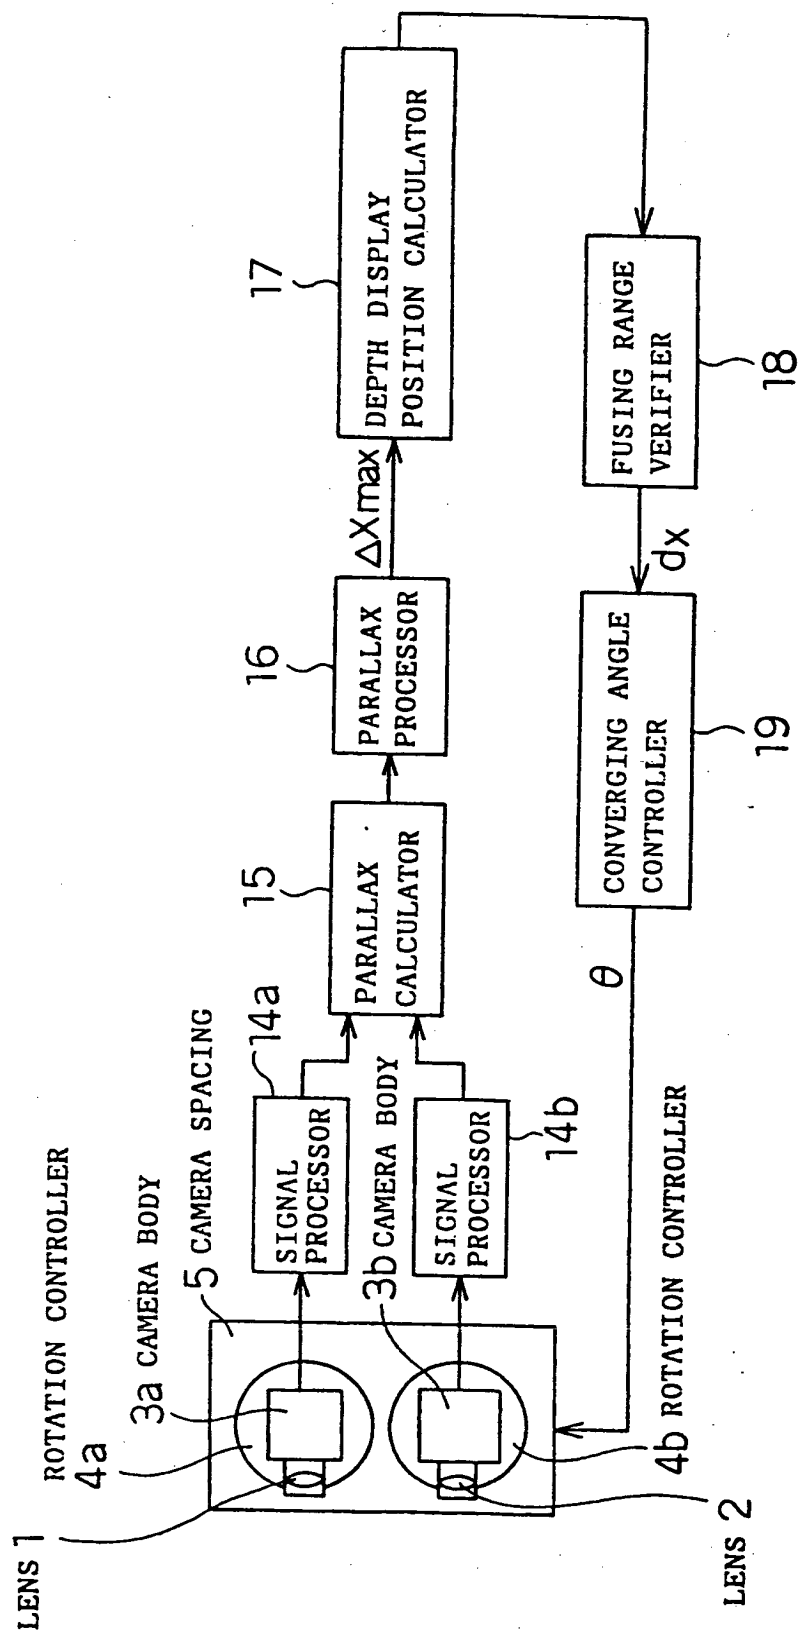 LENS 1
ROTATION CONTROLLER
4a
3a CAMERA BODY
5 CAMERA SPACING
SIGNAL
PROCESSOR
14a
3b CAMERA BODY
SIGNAL
PROCESSOR
14b
4b ROTATION CONTROLLER
LENS 2
15
PARALLAX
CALCULATOR
16
PARALLAX
PROCESSOR
ΔXmax
17
DEPTH DISPLAY
POSITION CALCULATOR
FUSING RANGE
VERIFIER
18
dx
CONVERGING ANGLE
CONTROLLER
19
θ